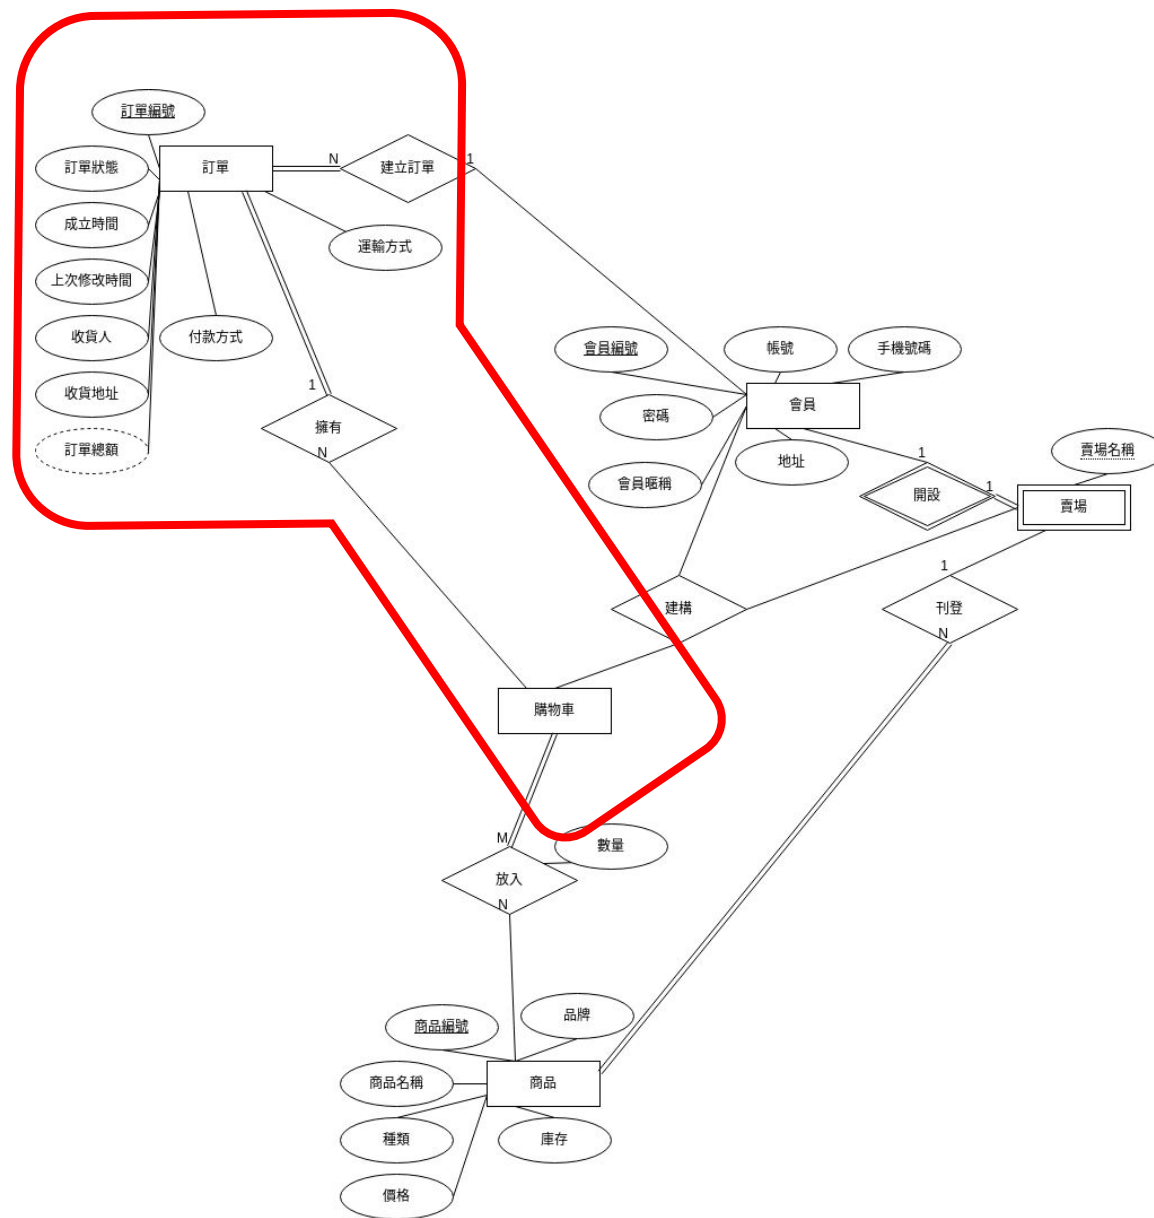 訂單編號
訂單狀態
訂單
N
建立訂單
1
成立時間
運輸方式
上次修改時間
收貨人
付款方式
會員編號
帳號
手機號碼
1
收貨地址
會員
密碼
擁有
N
訂單總額
地址
1
賣場名稱
會員暱稱
1
開設
賣場
1
建構
刊登
N
購物車
M
數量
放入
N
品牌
商品編號
商品名稱
商品
種類
庫存
價格